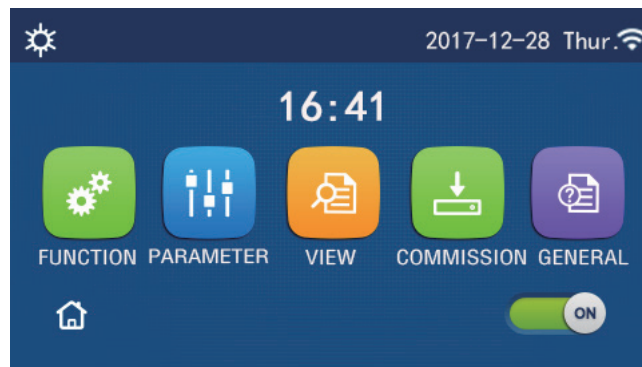 2017-12-28 Thur.
16:41
FUNCTION PARAMETER VIEW COMMISSION GENERAL
ON